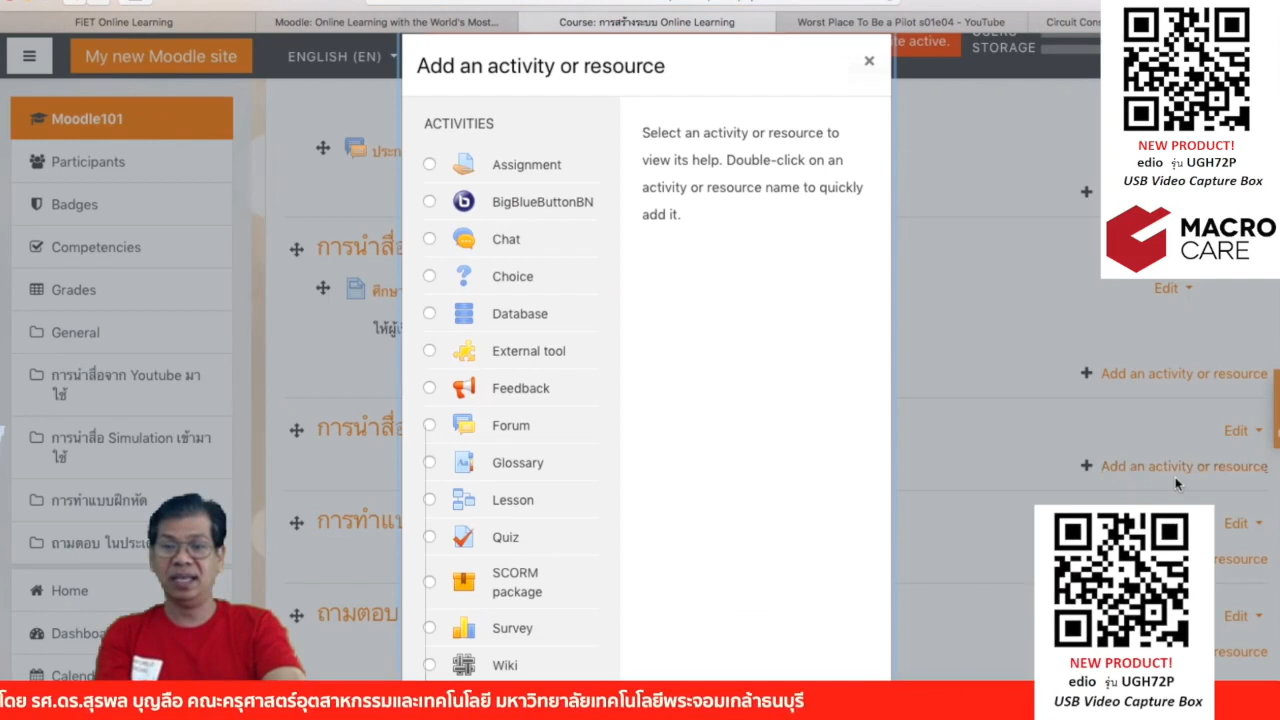 FiET Online Learning
Moodle: Online Learning with the World's Most...
Course: การสร้างระบบ Online Learning
Worst Place To Be a Pilot s01e04 - YouTube
My new Moodle site
ENGLISH (EN)
te active.
STORAGE
Moodle101
Participants
Badges
Competencies
Grades
General
การนำสื่อจาก Youtube มา
ใช้
การนำสื่อ Simulation เข้ามา
ใช้
การทำแบบฝึกหัด
ถามตอบ ในประเ
Home
Dashboa
Calend
การนำสื่อ
ศึกษ
ให้ผู้เ
การนำสื่อ
การทำแบ
ถามตอบ
Add an activity or resource
×
ACTIVITIES
Assignment
BigBlueButtonBN
Chat
Choice
Database
External tool
Feedback
Forum
Glossary
Lesson
Quiz
SCORM
package
Survey
Wiki
Select an activity or resource to
view its help. Double-click on an
activity or resource name to quickly
add it.
Edit
Add an activity or resource
Edit
Add an activity or resource
Edit
resource
Edit
resource
NEW PRODUCT!
edio รุ่น UGH72P
USB Video Capture Box
MACRO
CARE
NEW PRODUCT!
edio รุ่น UGH72P
USB Video Capture Box
โดย รศ.ดร.สุรพล บุญลือ คณะครุศาสตร์อุตสาหกรรมและเทคโนโลยี มหาวิทยาลัยเทคโนโลยีพระจอมเกล้าธนบุรี